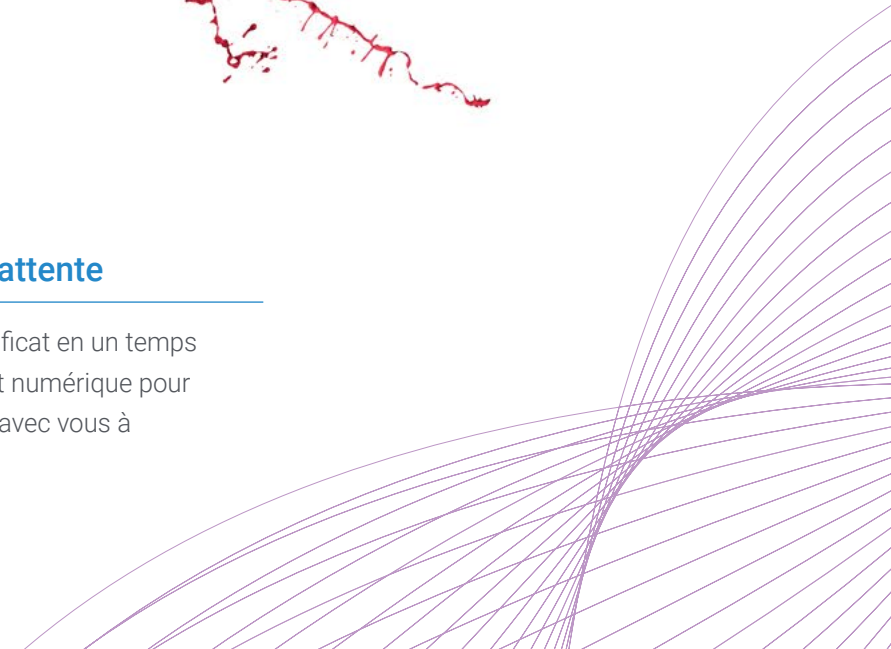 attente
ficat en un temps
t numérique pour
avec vous à